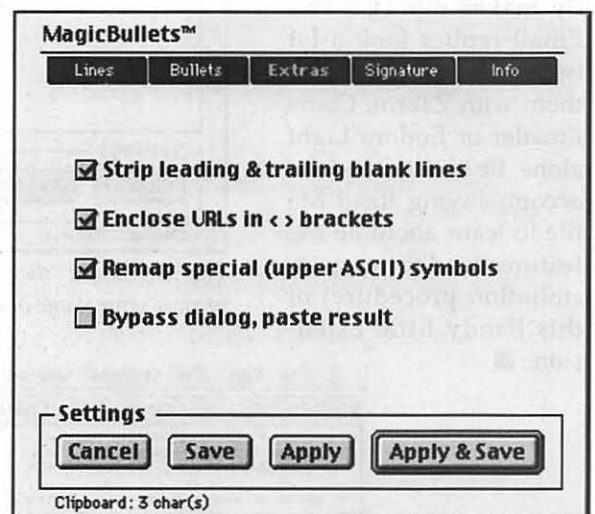 MagicBullets™
Lines Bullets Extras Signature Info
Strip leading & trailing blank lines
Enclose URLs in < > brackets
Remap special (upper ASCII) symbols
Bypass dialog, paste result
Settings
Cancel Save Apply Apply & Save
Clipboard: 3 char(s)